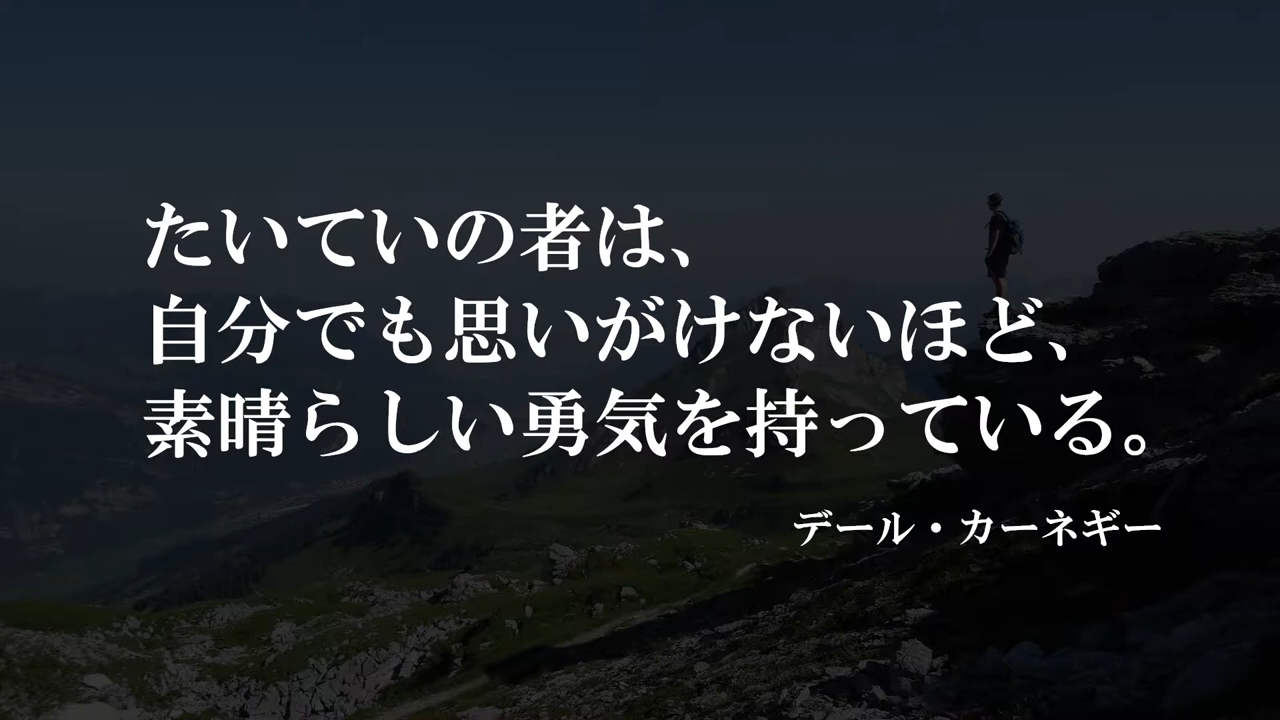 たいていの者は、
自分でも思いがけないほど、
素晴らしい勇気を持っている。
デール・カーネギー